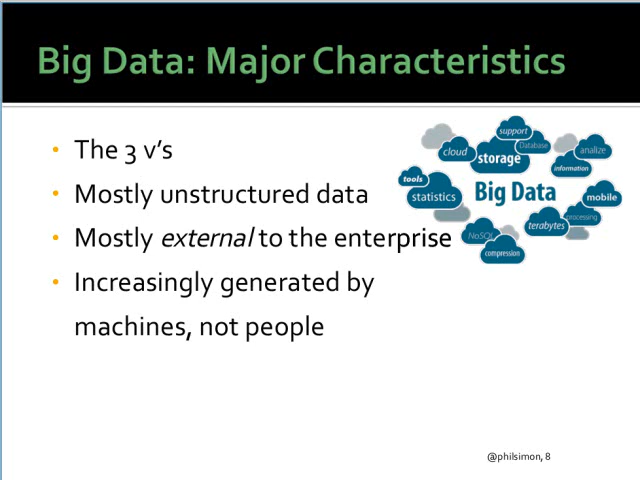 Big Data: Major Characteristics
• The 3 v's
• Mostly unstructured data
• Mostly external to the enterprise
• Increasingly generated by
machines, not people
support
cloud
Database
storage
analize
information
tools
statistics
Big Data
mobile
processing
terabytes
NoSQL
compression
@philsimon, 8